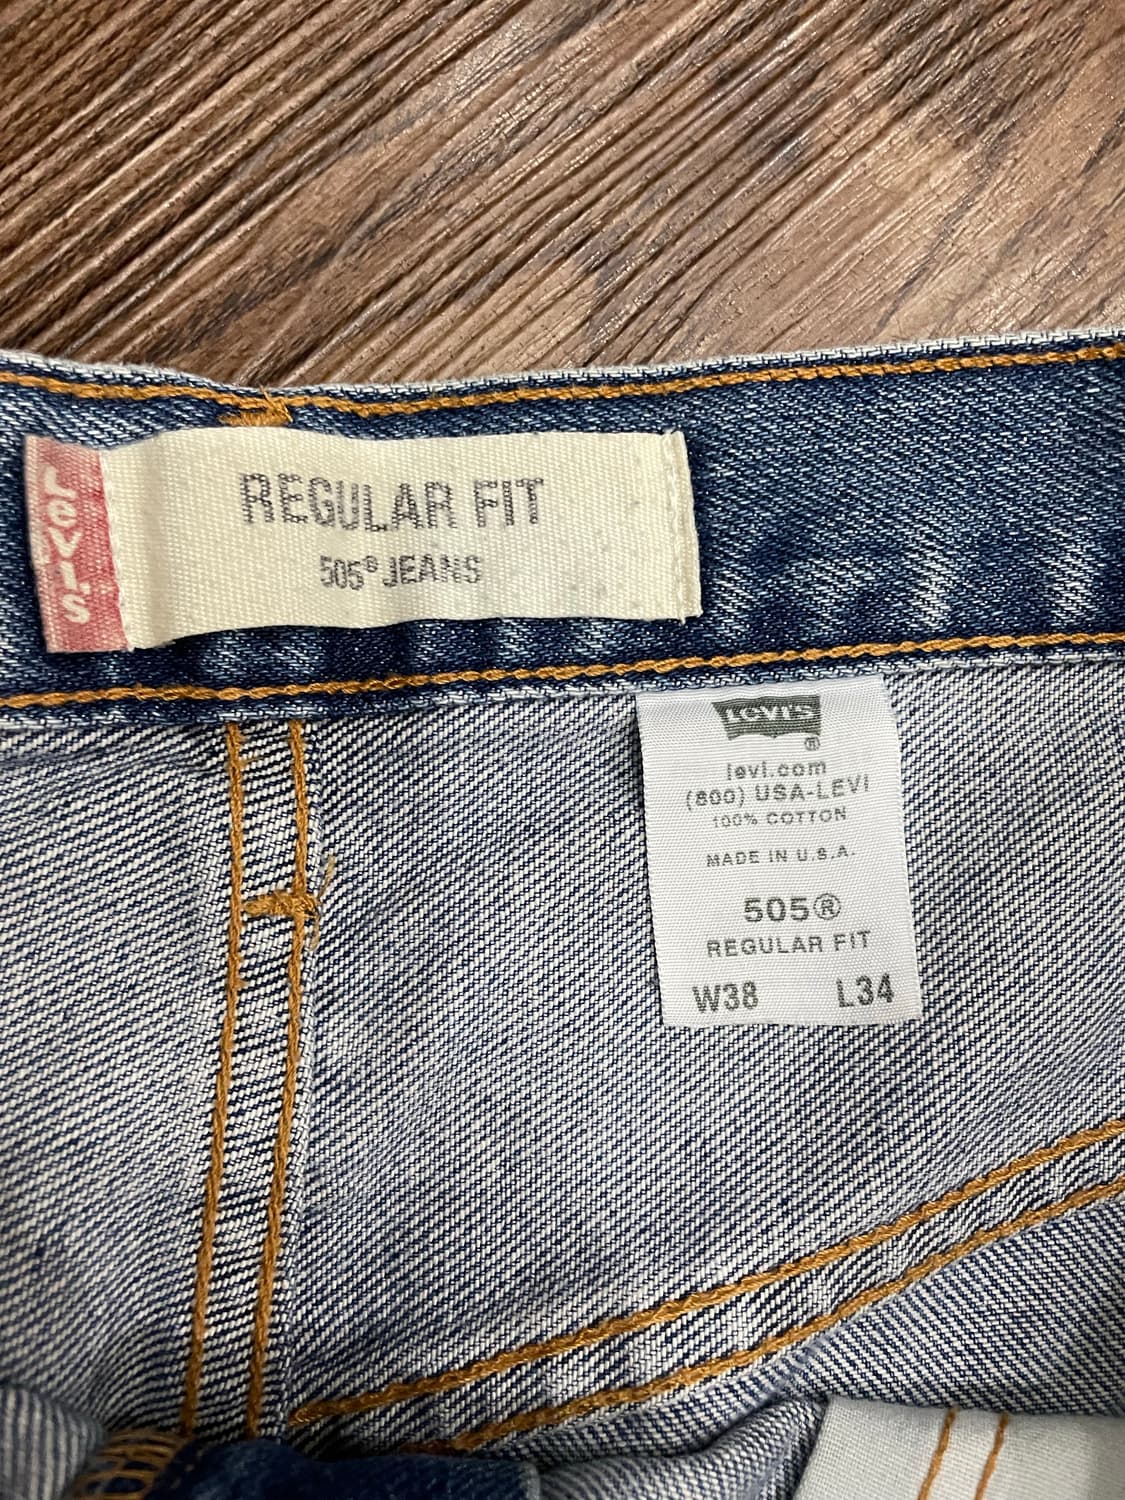 Levi's
REGULAR FIT
505® JEANS
LEVI'S
®
levi.com
(800) USA-LEVI
100% COTTON
MADE IN U.S.A.
505®
REGULAR FIT
W38 L34